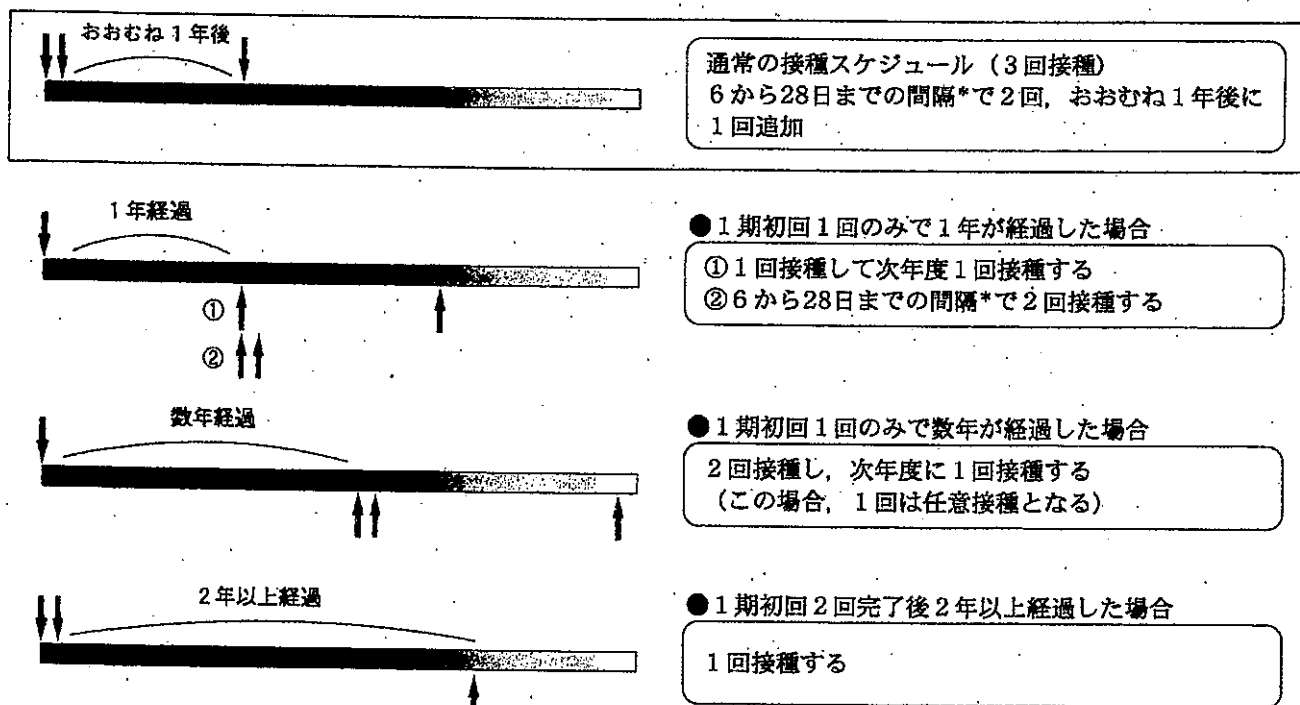 おおむね1年後
通常の接種スケジュール(3回接種)
6から28日までの間隔*で2回,おおむね1年後に
1回追加
1年経過
①
②
●1期初回1回のみで1年が経過した場合
①1回接種して次年度1回接種する
②6から28日までの間隔*で2回接種する
数年経過
●1期初回1回のみで数年が経過した場合
2回接種し,次年度に1回接種する
(この場合,1回は任意接種となる)
2年以上経過
●1期初回2回完了後2年以上経過した場合
1回接種する